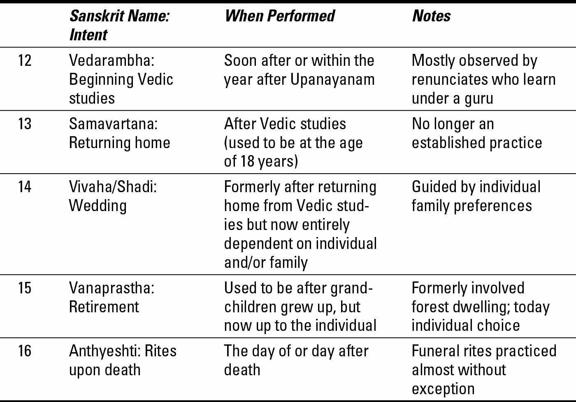 Sanskrit Name: When Performed Notes
Intent
12 Vedarambha: Soon after or within the Mostly observed by
Beginning Vedic year after Upanayanam renunciates who learn
studies under a guru
13 Samavartana: After Vedic studies No longer an
Returning home (used to be at the age established practice
of 18 years)
14 Vivaha/Shadi: Formerly after returning Guided by individual
Wedding home from Vedic stud- family preferences
ies but now entirely
dependent on individual
and/or family
15 Vanaprastha: Used to be after grand- Formerly involved
Retirement children grew up, but forest dwelling; today
now up to the individual individual choice
16 Anthyeshti: Rites The day of or day after Funeral rites practiced
upon death death almost without
exception